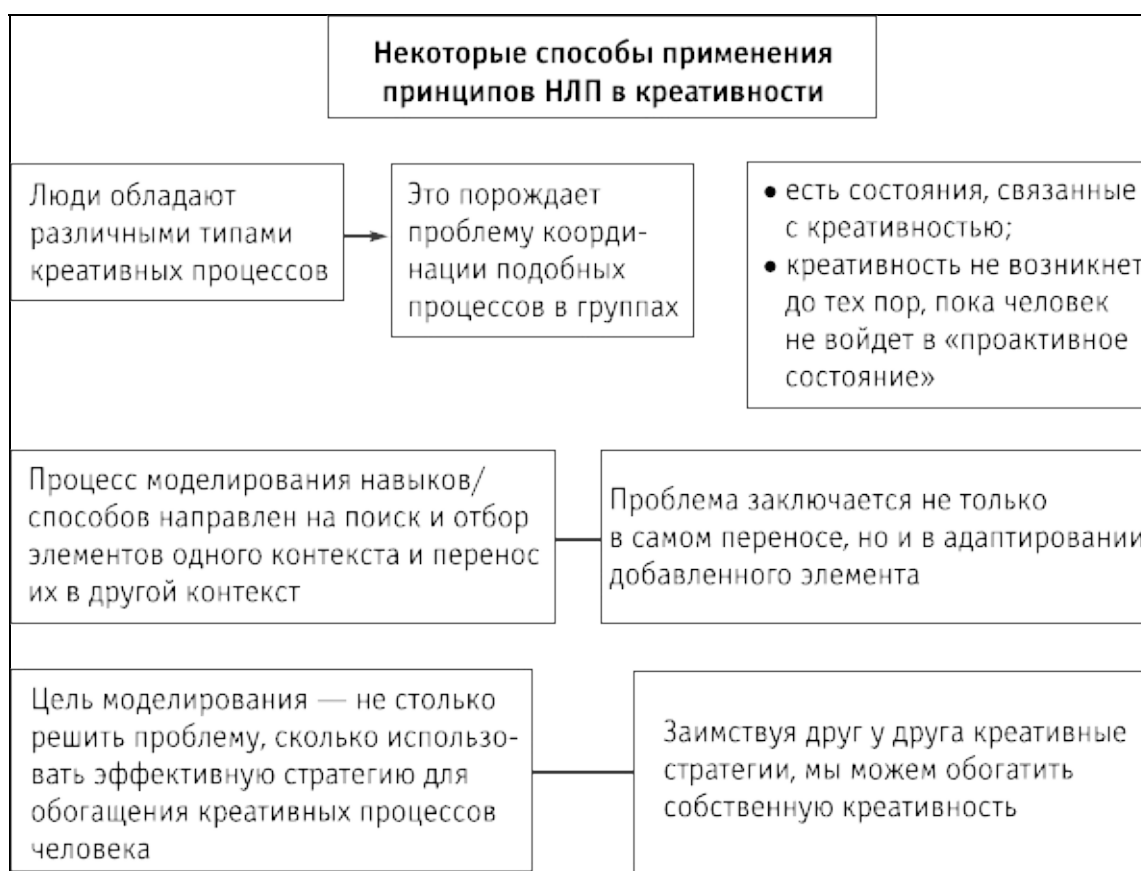 Некоторые способы применения
принципов НЛП в креативности
Люди обладают
различными типами
креативных процессов
Это порождает
проблему коорди-
нации подобных
процессов в группах
● есть состояния, связанные
с креативностью;
● креативность не возникнет
до тех пор, пока человек
не войдет в «проактивное
состояние»
Процесс моделирования навыков/
способов направлен на поиск и отбор
элементов одного контекста и перенос
их в другой контекст
Проблема заключается не только
в самом переносе, но и в адаптировании
добавленного элемента
Цель моделирования — не столько
решить проблему, сколько использо-
вать эффективную стратегию для
обогащения креативных процессов
человека
Заимствуя друг у друга креативные
стратегии, мы можем обогатить
собственную креативность